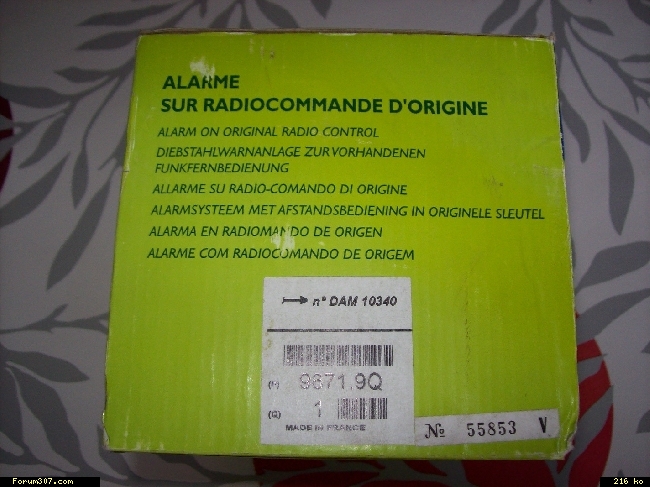 ALARME
SUR RADIOCOMMANDE D'ORIGINE
ALARM ON ORIGINAL RADIO CONTROL
DIEBSTAHLWARNANLAGE ZUR VORHANDENEN
FUNKFERNBEDIENUNG
ALLARME SU RADIO-COMANDO DI ORIGINE
ALARMSYSTEEM MET AFSTANDSBEDIENING IN ORIGINELE SLEUTEL
ALARMA EN RADIOMANDO DE ORIGEN
ALARME COM RADIOCOMANDO DE ORIGEM
n° DAM 10340
9671.9Q
(Q) 1
MADE IN FRANCE
No 55853 V
Forum307.com
216 ko